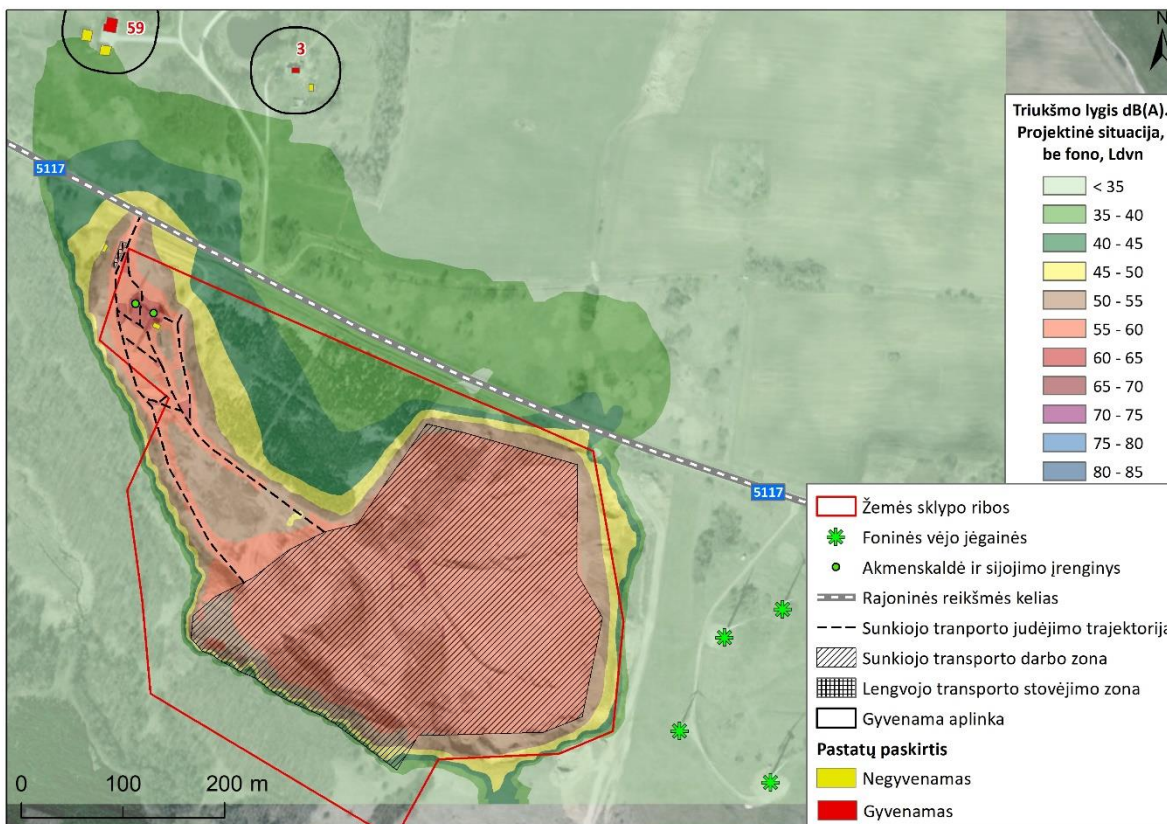 59
3
N
5117
Triukšmo lygis dB(A).
Projektinė situacija,
be fono, Ldvn
< 35
35 - 40
40 - 45
45 - 50
50 - 55
55 - 60
60 - 65
65 - 70
70 - 75
75 - 80
80 - 85
5117
Žemės sklypo ribos
Foninės vėjo jėgainės
Akmenskaldė ir sijojimo įrenginys
Rajoninės reikšmės kelias
Sunkiojo tranporto judėjimo trajektorija
Sunkiojo transporto darbo zona
Lengvojo transporto stovėjimo zona
Gyvenama aplinka
Pastatų paskirtis
Negyvenamas
Gyvenamas
0 100 200 m